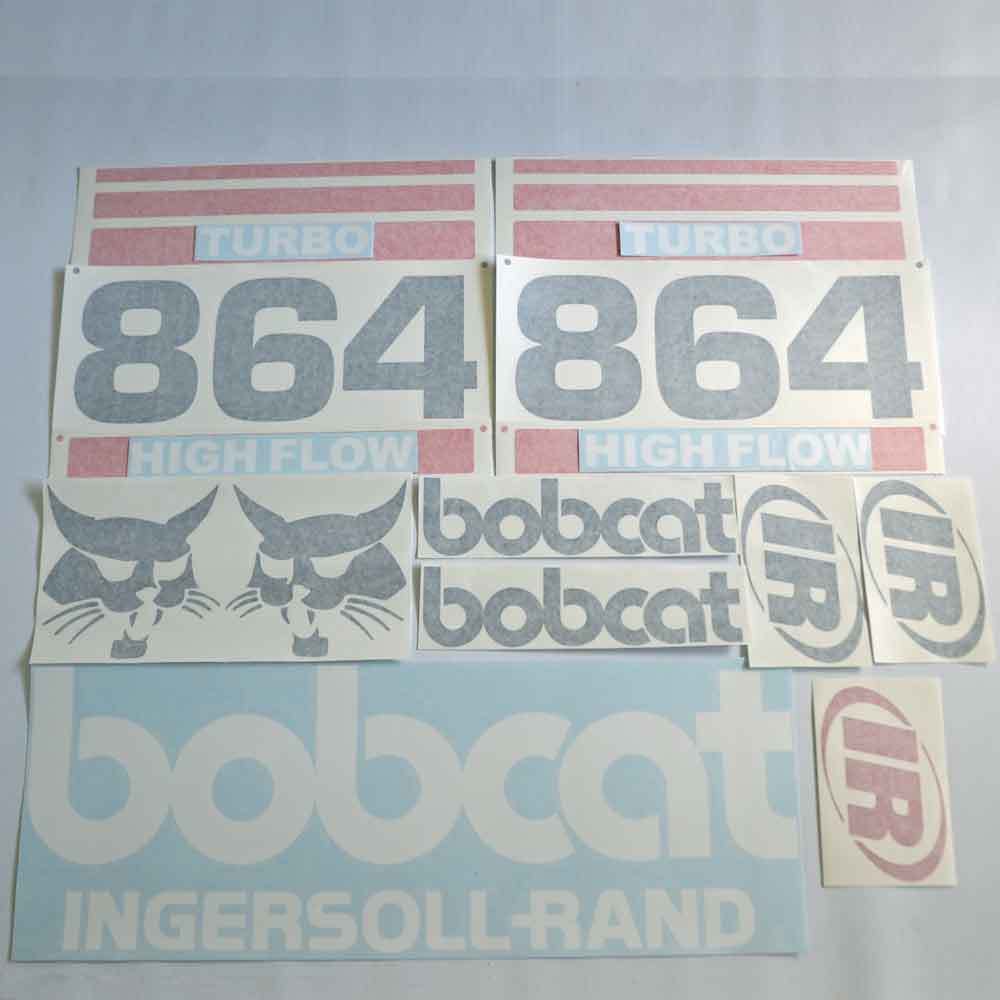 TURBO
TURBO
864
864
HIGH FLOW
HIGH FLOW
bobcat
bobcat
IR
IR
bobcat
INGERSOLL-RAND
IR